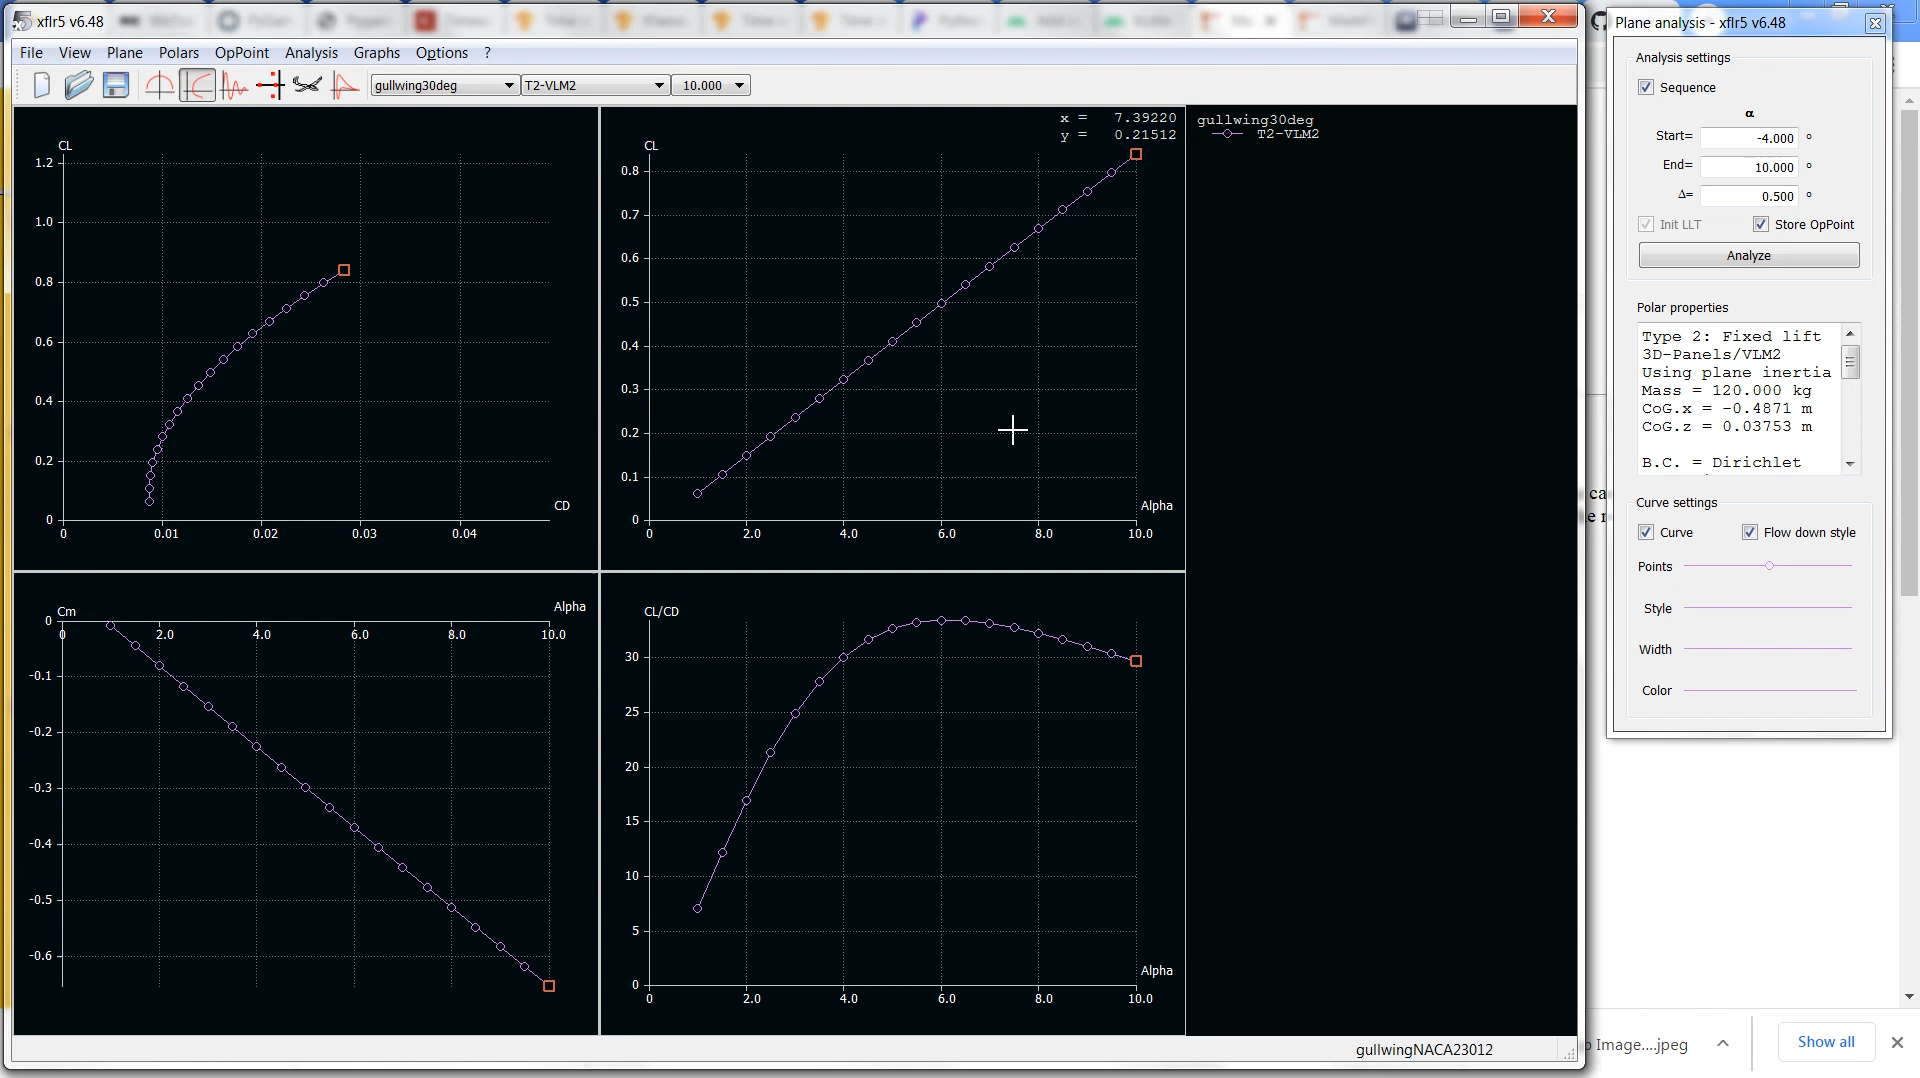 xflr5 v6.48
File View Plane Polars OpPoint Analysis Graphs Options ?
gullwing30deg T2-VLM2 10.000
CL
1.2
1.0
0.8
0.6
0.4
0.2
0
0 0.01 0.02 0.03 0.04
CD
x = 7.39220
y = 0.21512
CL
0.8
0.7
0.6
0.5
0.4
0.3
0.2
0.1
0
Alpha
0 2.0 4.0 6.0 8.0 10.0
gullwing30deg
T2-VLM2
Cm
Alpha
0
0 2.0 4.0 6.0 8.0 10.0
-0.1
-0.2
-0.3
-0.4
-0.5
-0.6
CL/CD
30
25
20
15
10
5
0
Alpha
0 2.0 4.0 6.0 8.0 10.0
gullwingNACA23012
Plane analysis - xflr5 v6.48
Analysis settings
Sequence
α
Start= -4.000 °
End= 10.000 °
Δ= 0.500 °
Init LLT Store OpPoint
Analyze
Polar properties
Type 2: Fixed lift
3D-Panels/VLM2
Using plane inertia
Mass = 120.000 kg
CoG.x = -0.4871 m
CoG.z = 0.03753 m
B.C. = Dirichlet
Curve settings
Curve Flow down style
Points
Style
Width
Color
Image....jpeg
Show all